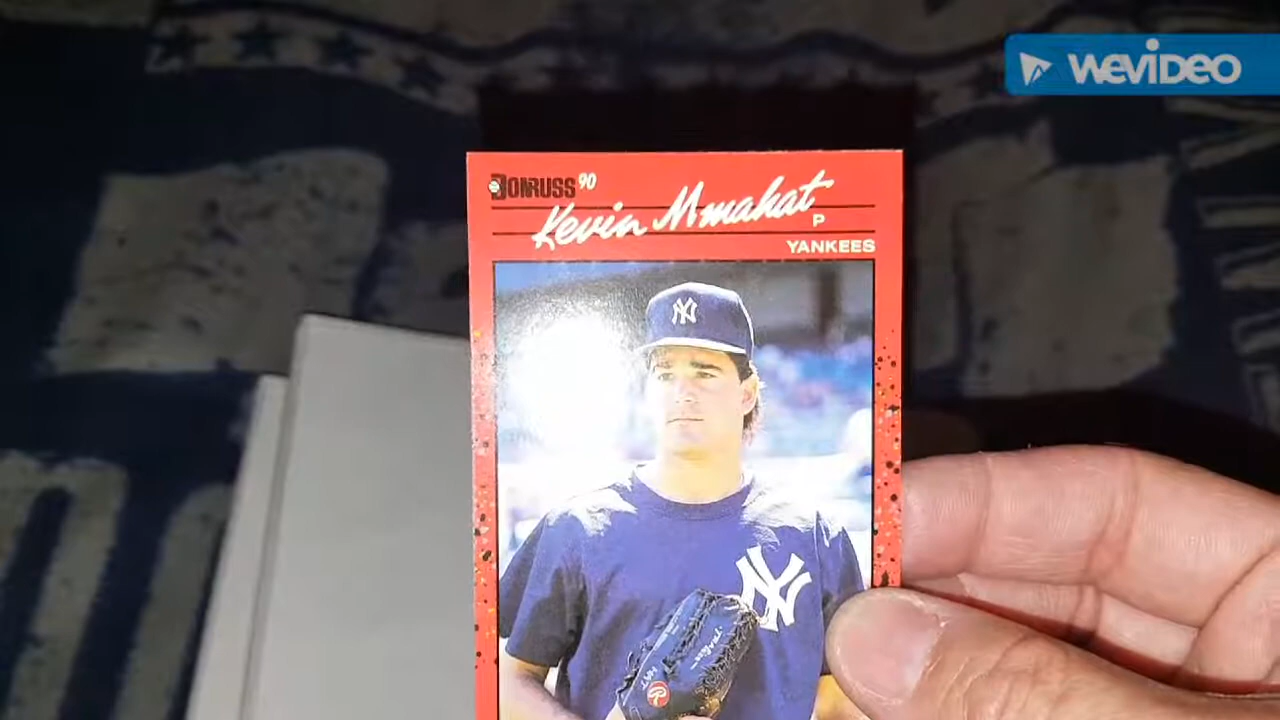 WEVIDEO
DONRUSS 90
Kevin Mmahat
P
YANKEES
NY
NY
R